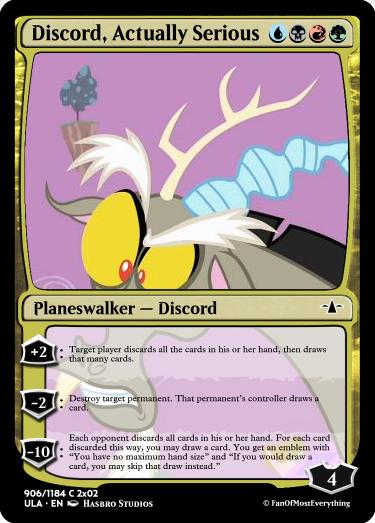 Discord, Actually Serious
Planeswalker — Discord
+2 : Target player discards all the cards in his or her hand, then draws
that many cards.
-2 : Destroy target permanent. That permanent's controller draws a
card.
-10 : Each opponent discards all cards in his or her hand. For each card
discarded this way, you may draw a card. You get an emblem with
"You have no maximum hand size" and "If you would draw a
card, you may skip that draw instead."
4
906/1184 C 2x02
ULA • EN Hasbro Studios
© FanOfMostEverything